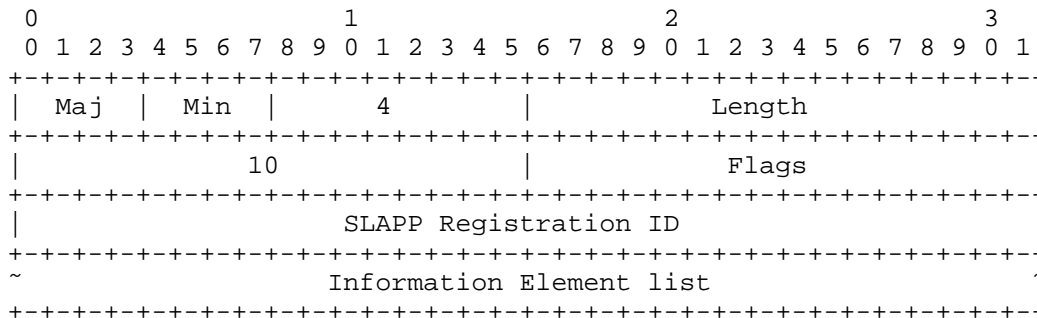 0                   1                   2                   3
0 1 2 3 4 5 6 7 8 9 0 1 2 3 4 5 6 7 8 9 0 1 2 3 4 5 6 7 8 9 0 1
+-+-+-+-+-+-+-+-+-+-+-+-+-+-+-+-+-+-+-+-+-+-+-+-+-+-+-+-+-+-+-+--
|  Maj  |  Min  |      4        |           Length
+-+-+-+-+-+-+-+-+-+-+-+-+-+-+-+-+-+-+-+-+-+-+-+-+-+-+-+-+-+-+-+--
|              10               |            Flags
+-+-+-+-+-+-+-+-+-+-+-+-+-+-+-+-+-+-+-+-+-+-+-+-+-+-+-+-+-+-+-+--
|                    SLAPP Registration ID
+-+-+-+-+-+-+-+-+-+-+-+-+-+-+-+-+-+-+-+-+-+-+-+-+-+-+-+-+-+-+-+--
~                   Information Element list                    ~
+-+-+-+-+-+-+-+-+-+-+-+-+-+-+-+-+-+-+-+-+-+-+-+-+-+-+-+-+-+-+-+--